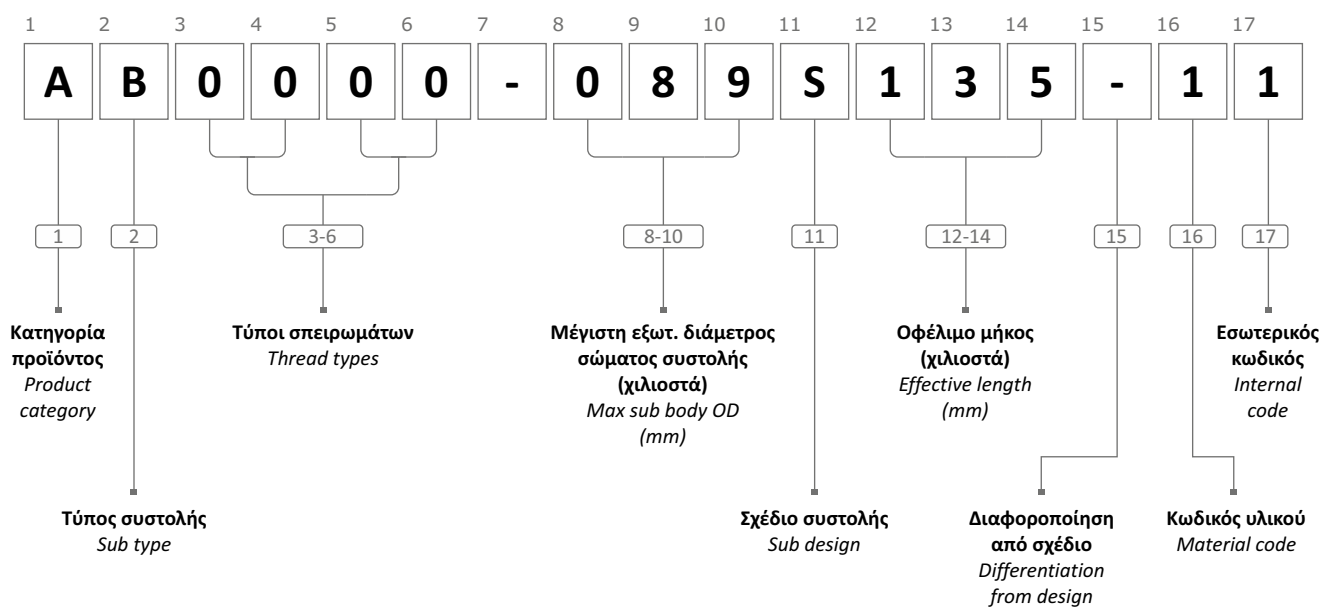 1 2 3 4 5 6 7 8 9 10 11 12 13 14 15 16 17
A B 0 0 0 0 - 0 8 9 S 1 3 5 - 1 1
1 2 3-6 8-10 11 12-14 15 16 17
Κατηγορία
προϊόντος
Product
category
Τύποι σπειρωμάτων
Thread types
Μέγιστη εξωτ. διάμετρος
σώματος συστολής
(χιλιοστά)
Max sub body OD
(mm)
Οφέλιμο μήκος
(χιλιοστά)
Effective length
(mm)
Εσωτερικός
κωδικός
Internal
code
Τύπος συστολής
Sub type
Σχέδιο συστολής
Sub design
Διαφοροποίηση
από σχέδιο
Differentiation
from design
Κωδικός υλικού
Material code